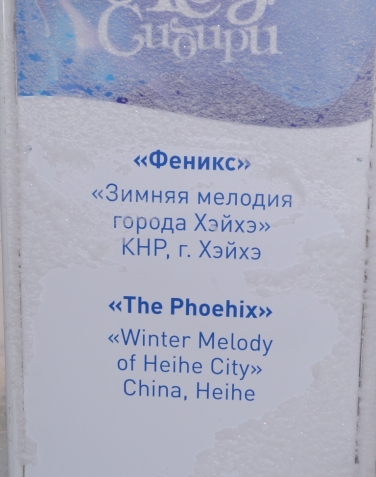 Сибири
«Феникс»
«Зимняя мелодия
города Хэйхэ»
КНР, г. Хэйхэ
«The Phoehix»
«Winter Melody
of Heihe City»
China, Heihe